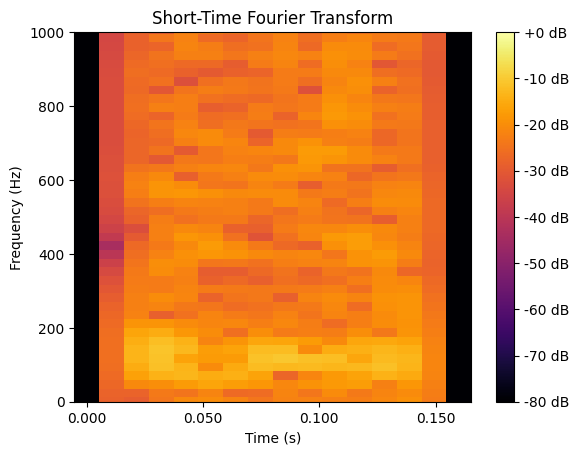 Short-Time Fourier Transform
1000
800
600
400
200
0
Frequency (Hz)
0.000
0.050
0.100
0.150
Time (s)
+0 dB
-10 dB
-20 dB
-30 dB
-40 dB
-50 dB
-60 dB
-70 dB
-80 dB